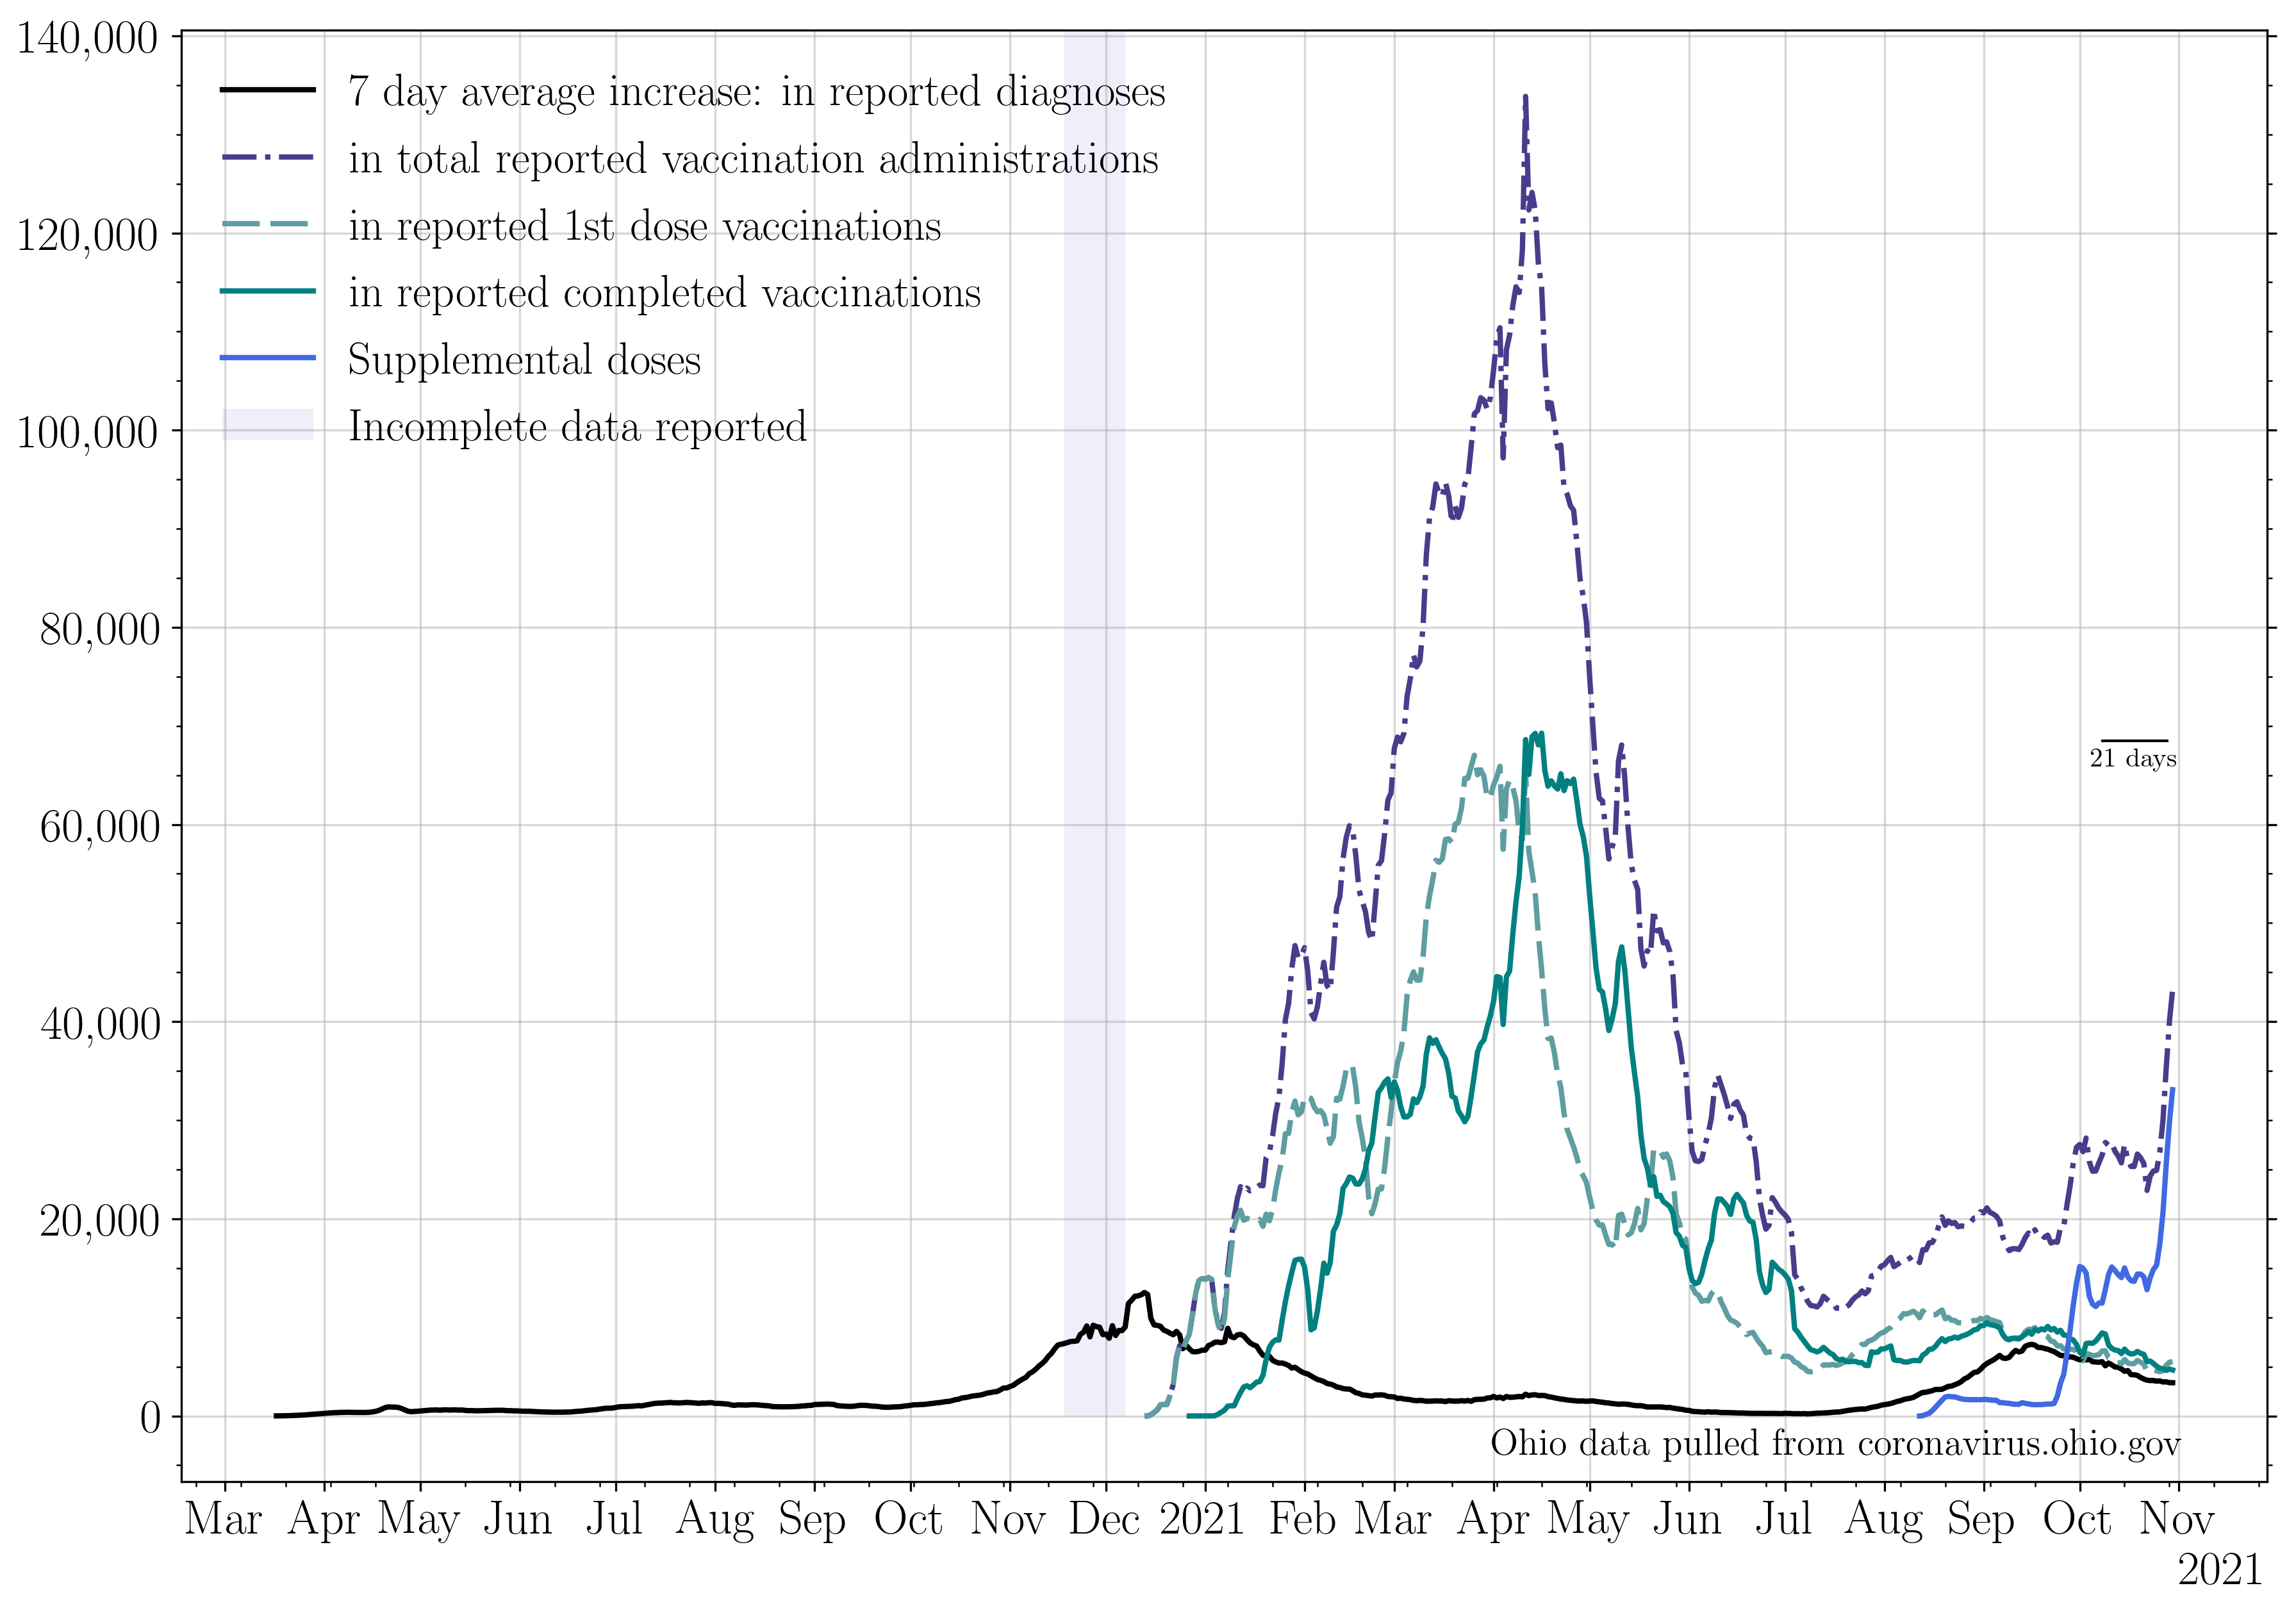 140,000
120,000
100,000
80,000
60,000
40,000
20,000
0
7 day average increase: in reported diagnoses
in total reported vaccination administrations
in reported 1st dose vaccinations
in reported completed vaccinations
Supplemental doses
Incomplete data reported
21 days
Ohio data pulled from coronavirus.ohio.gov
Mar Apr May Jun Jul Aug Sep Oct Nov Dec 2021 Feb Mar Apr May Jun Jul Aug Sep Oct Nov
2021